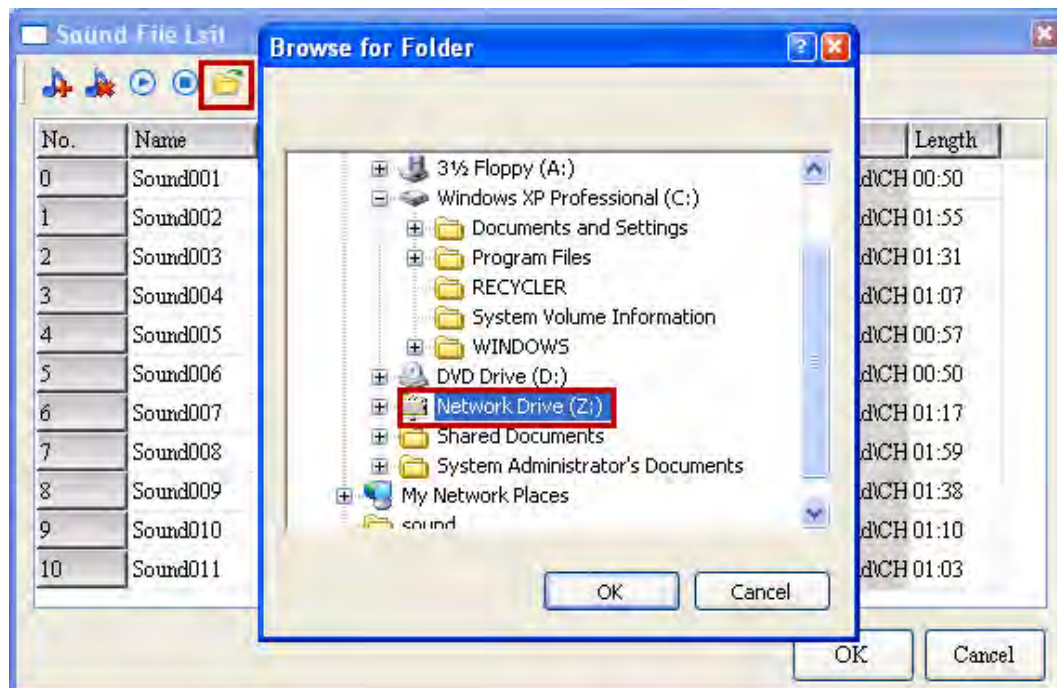 Sound File Lsit
Browse for Folder
No. Name Length
0 Sound001 d\CH 00:50
1 Sound002 d\CH 01:55
2 Sound003 d\CH 01:31
3 Sound004 d\CH 01:07
4 Sound005 d\CH 00:57
5 Sound006 d\CH 00:50
6 Sound007 d\CH 01:17
7 Sound008 d\CH 01:59
8 Sound009 d\CH 01:38
9 Sound010 d\CH 01:10
10 Sound011 d\CH 01:03
3½ Floppy (A:)
Windows XP Professional (C:)
Documents and Settings
Program Files
RECYCLER
System Volume Information
WINDOWS
DVD Drive (D:)
Network Drive (Z:)
Shared Documents
System Administrator's Documents
My Network Places
sound
OK Cancel
OK Cancel